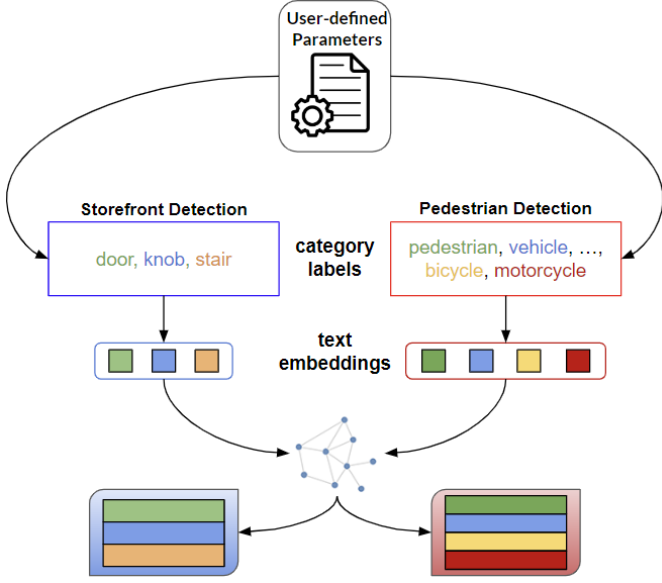 User-defined
Parameters
Storefront Detection
Pedestrian Detection
door, knob, stair
category
labels
pedestrian, vehicle, ...,
bicycle, motorcycle
text
embeddings